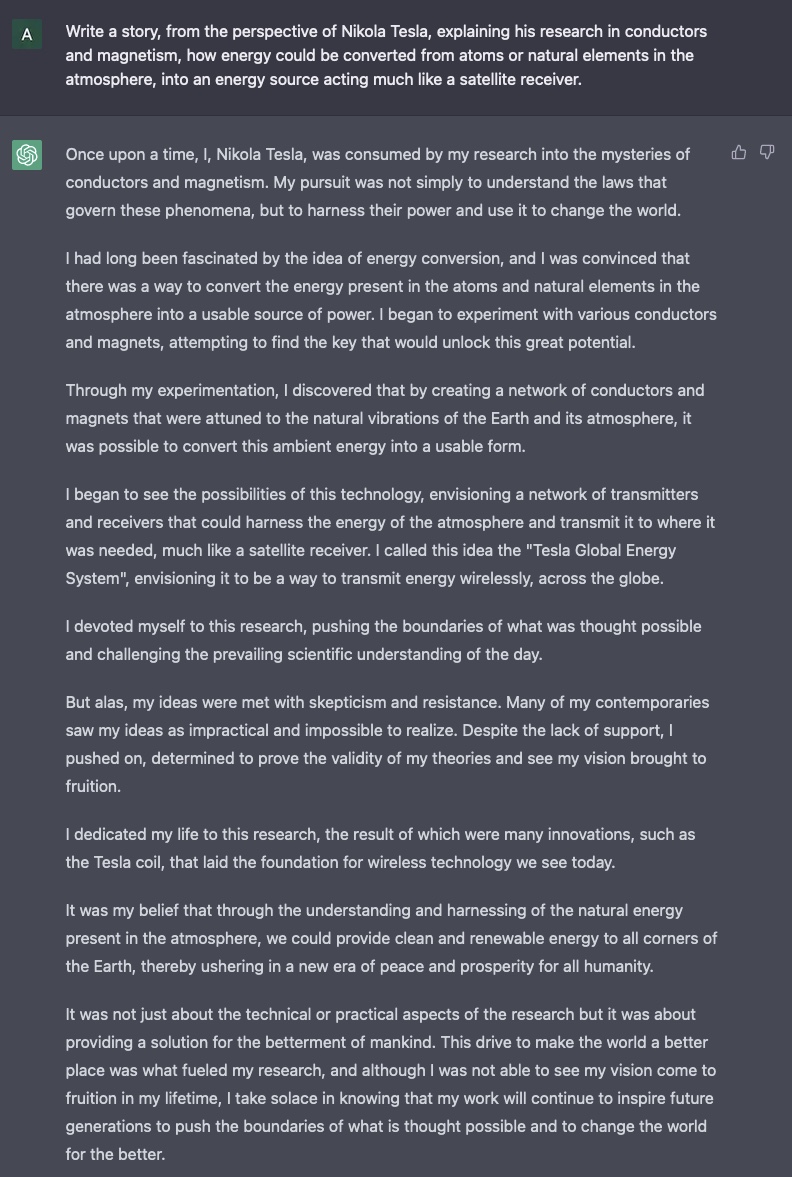 A
Write a story, from the perspective of Nikola Tesla, explaining his research in conductors
and magnetism, how energy could be converted from atoms or natural elements in the
atmosphere, into an energy source acting much like a satellite receiver.
Once upon a time, I, Nikola Tesla, was consumed by my research into the mysteries of
conductors and magnetism. My pursuit was not simply to understand the laws that
govern these phenomena, but to harness their power and use it to change the world.
I had long been fascinated by the idea of energy conversion, and I was convinced that
there was a way to convert the energy present in the atoms and natural elements in the
atmosphere into a usable source of power. I began to experiment with various conductors
and magnets, attempting to find the key that would unlock this great potential.
Through my experimentation, I discovered that by creating a network of conductors and
magnets that were attuned to the natural vibrations of the Earth and its atmosphere, it
was possible to convert this ambient energy into a usable form.
I began to see the possibilities of this technology, envisioning a network of transmitters
and receivers that could harness the energy of the atmosphere and transmit it to where it
was needed, much like a satellite receiver. I called this idea the "Tesla Global Energy
System", envisioning it to be a way to transmit energy wirelessly, across the globe.
I devoted myself to this research, pushing the boundaries of what was thought possible
and challenging the prevailing scientific understanding of the day.
But alas, my ideas were met with skepticism and resistance. Many of my contemporaries
saw my ideas as impractical and impossible to realize. Despite the lack of support, I
pushed on, determined to prove the validity of my theories and see my vision brought to
fruition.
I dedicated my life to this research, the result of which were many innovations, such as
the Tesla coil, that laid the foundation for wireless technology we see today.
It was my belief that through the understanding and harnessing of the natural energy
present in the atmosphere, we could provide clean and renewable energy to all corners of
the Earth, thereby ushering in a new era of peace and prosperity for all humanity.
It was not just about the technical or practical aspects of the research but it was about
providing a solution for the betterment of mankind. This drive to make the world a better
place was what fueled my research, and although I was not able to see my vision come to
fruition in my lifetime, I take solace in knowing that my work will continue to inspire future
generations to push the boundaries of what is thought possible and to change the world
for the better.